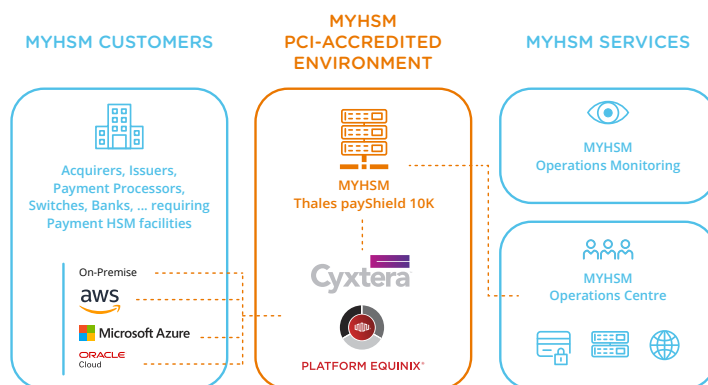 MYHSM CUSTOMERS
Acquirers, Issuers,
Payment Processors,
Switches, Banks, ... requiring
Payment HSM facilities
On-Premise
aws
Microsoft Azure
ORACLE
Cloud
MYHSM
PCI-ACCREDITED
ENVIRONMENT
MYHSM
Thales payShield 10K
Cyxtera
PLATFORM EQUINIX
MYHSM SERVICES
MYHSM
Operations Monitoring
MYHSM
Operations Centre